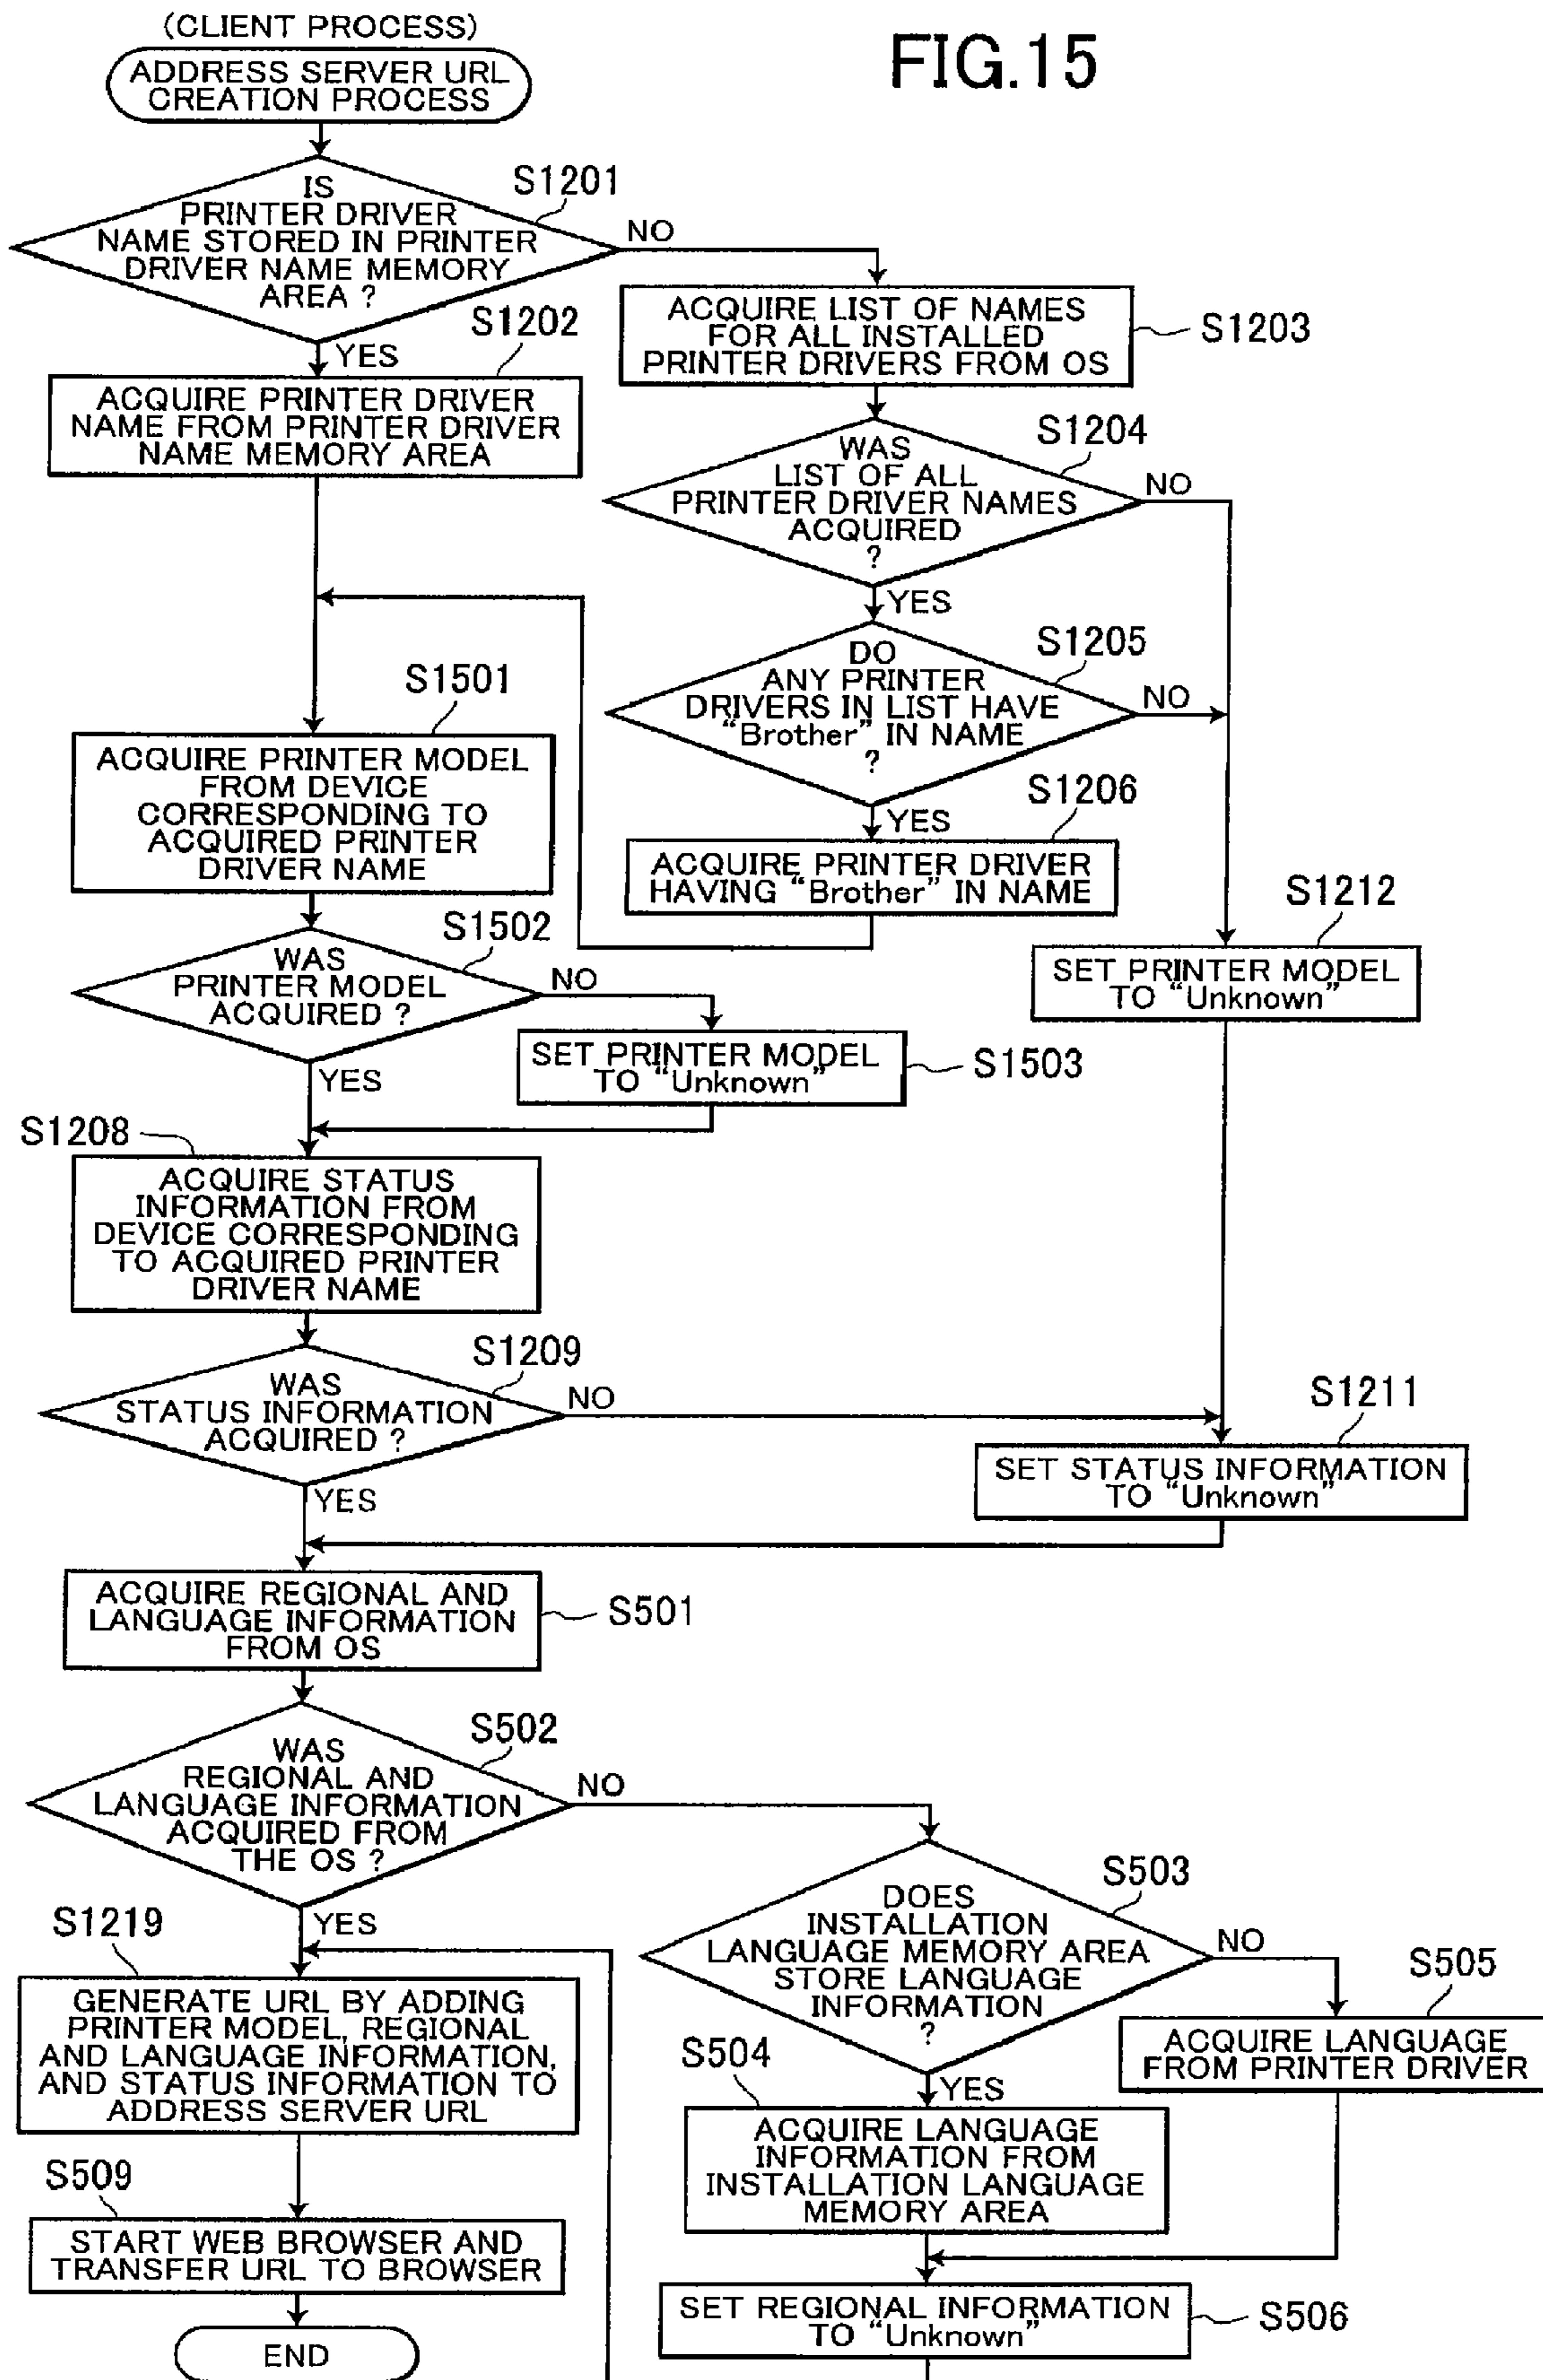 (CLIENT PROCESS)
FIG.15
ADDRESS SERVER URL
CREATION PROCESS
S1201
IS
PRINTER DRIVER
NAME STORED IN PRINTER
DRIVER NAME MEMORY
AREA ?
NO
YES
S1202
ACQUIRE PRINTER DRIVER
NAME FROM PRINTER DRIVER
NAME MEMORY AREA
ACQUIRE LIST OF NAMES
FOR ALL INSTALLED
PRINTER DRIVERS FROM OS
S1203
S1204
WAS
LIST OF ALL
PRINTER DRIVER NAMES
ACQUIRED
?
NO
YES
S1205
DO
ANY PRINTER
DRIVERS IN LIST HAVE
“Brother” IN NAME
?
NO
YES
S1206
ACQUIRE PRINTER DRIVER
HAVING “Brother” IN NAME
S1501
ACQUIRE PRINTER MODEL
FROM DEVICE
CORRESPONDING TO
ACQUIRED PRINTER
DRIVER NAME
S1502
WAS
PRINTER MODEL
ACQUIRED ?
NO
YES
SET PRINTER MODEL
TO “Unknown”
S1503
S1212
SET PRINTER MODEL
TO “Unknown”
S1208
ACQUIRE STATUS
INFORMATION FROM
DEVICE CORRESPONDING
TO ACQUIRED PRINTER
DRIVER NAME
S1209
WAS
STATUS INFORMATION
ACQUIRED ?
NO
YES
S1211
SET STATUS INFORMATION
TO “Unknown”
ACQUIRE REGIONAL AND
LANGUAGE INFORMATION
FROM OS
S501
S502
WAS
REGIONAL AND
LANGUAGE INFORMATION
ACQUIRED FROM
THE OS ?
NO
YES
S503
DOES
INSTALLATION
LANGUAGE MEMORY AREA
STORE LANGUAGE
INFORMATION
?
NO
YES
S505
ACQUIRE LANGUAGE
FROM PRINTER DRIVER
S504
ACQUIRE LANGUAGE
INFORMATION FROM
INSTALLATION LANGUAGE
MEMORY AREA
SET REGIONAL INFORMATION
TO “Unknown”
S506
S1219
GENERATE URL BY ADDING
PRINTER MODEL, REGIONAL
AND LANGUAGE INFORMATION,
AND STATUS INFORMATION TO
ADDRESS SERVER URL
S509
START WEB BROWSER AND
TRANSFER URL TO BROWSER
END